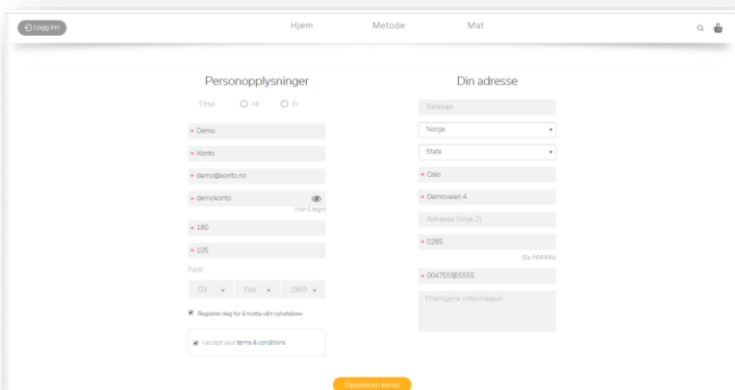 Logg inn
Hjem
Metode
Mat
Personopplysninger
Tittel Hr Fr
* Demo
* Konto
* demo@konto.no
* demokonto
* 180
* 105
Født
03 Feb 1969
Registrer deg for å motta vårt nyhetsbrev
I accept your terms & conditions
Din adresse
Selskap
Norge
State
* Oslo
* Demoveien 4
Adresse (linje 2)
* 0285
(Ex: NNNNN)
* 004755555555
Ytterligere informasjon
Opprett en konto